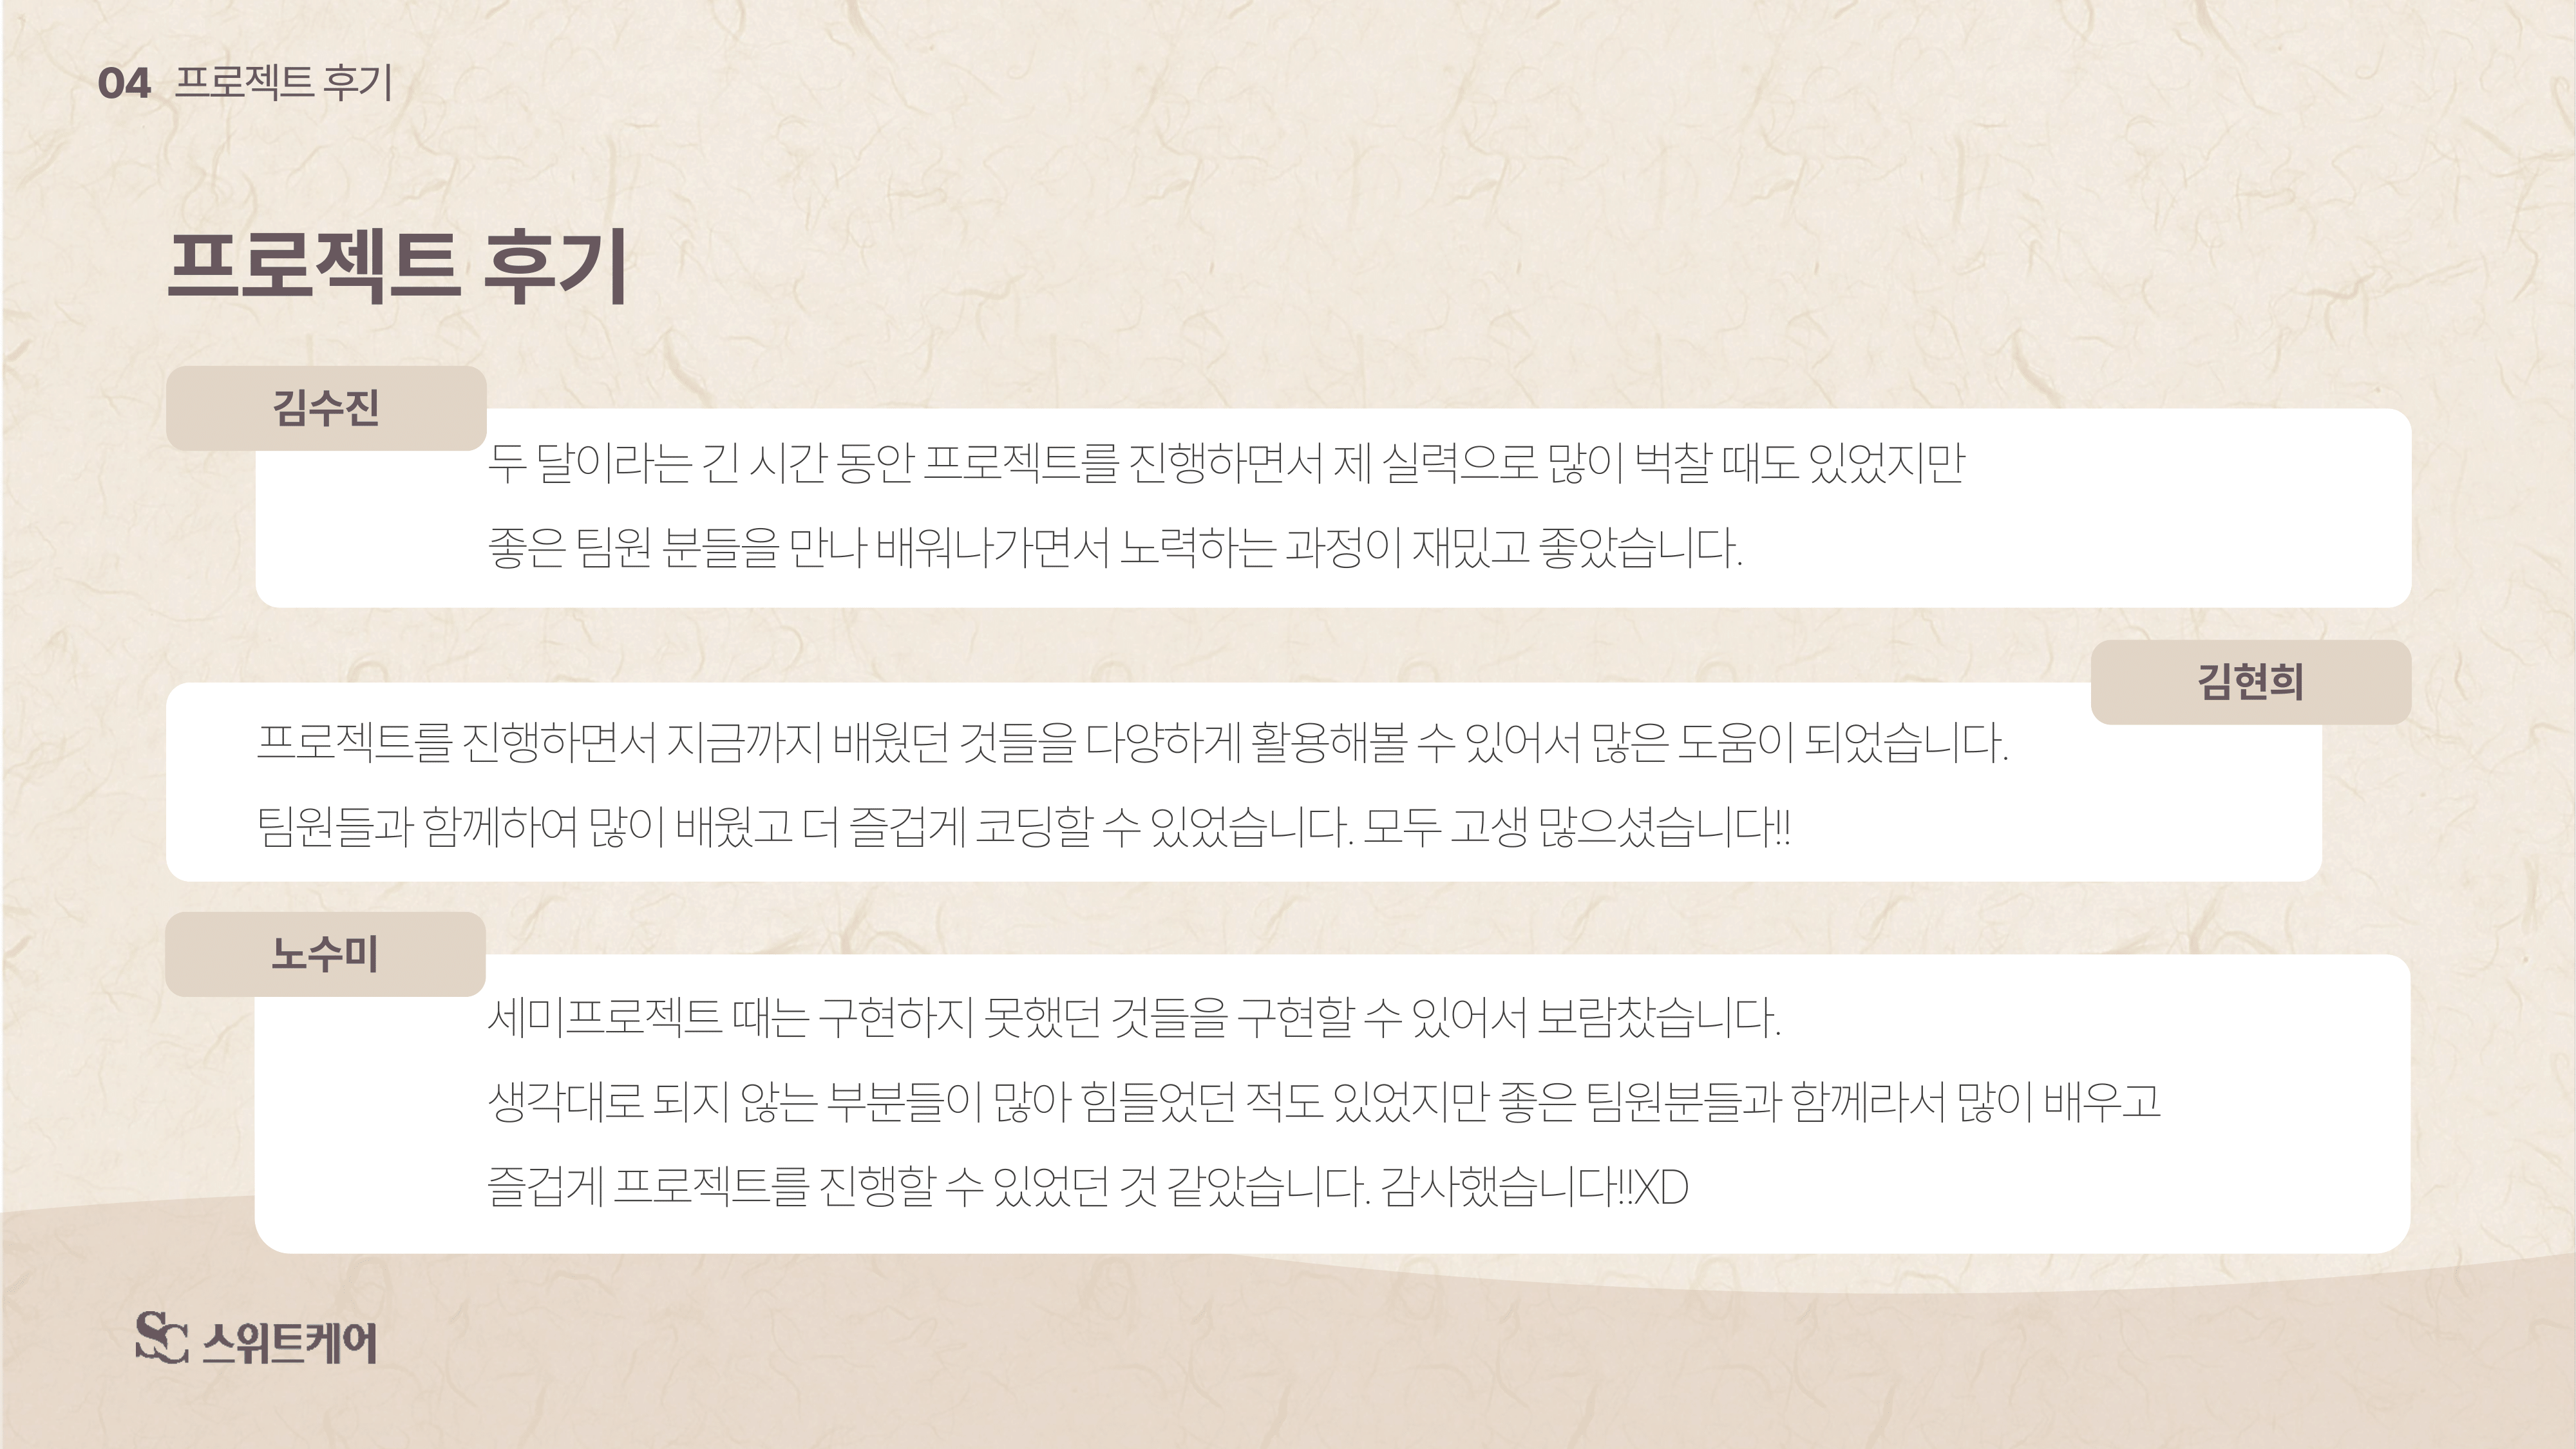 04 프로젝트 후기
프로젝트 후기
김수진
두 달이라는 긴 시간 동안 프로젝트를 진행하면서 제 실력으로 많이 벅찰 때도 있었지만
좋은 팀원 분들을 만나 배워나가면서 노력하는 과정이 재밌고 좋았습니다.
김현희
프로젝트를 진행하면서 지금까지 배웠던 것들을 다양하게 활용해볼 수 있어서 많은 도움이 되었습니다.
팀원들과 함께하여 많이 배웠고 더 즐겁게 코딩할 수 있었습니다. 모두 고생 많으셨습니다!!
노수미
세미프로젝트 때는 구현하지 못했던 것들을 구현할 수 있어서 보람찼습니다.
생각대로 되지 않는 부분들이 많아 힘들었던 적도 있었지만 좋은 팀원분들과 함께라서 많이 배우고
즐겁게 프로젝트를 진행할 수 있었던 것 같았습니다. 감사했습니다!!XD
SC 스위트케어